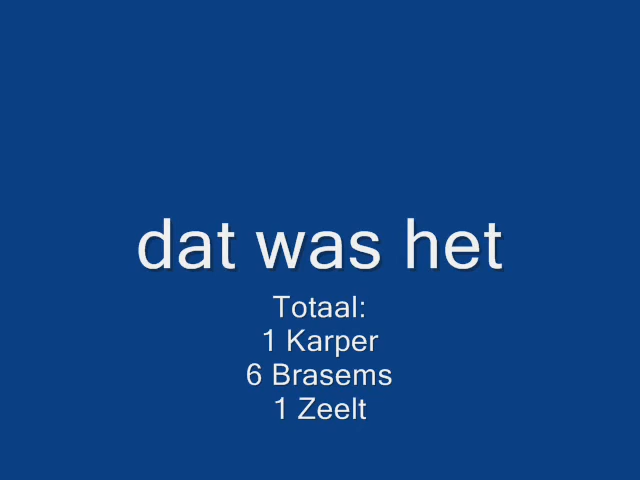 dat was het
Totaal:
1 Karper
6 Brasems
1 Zeelt